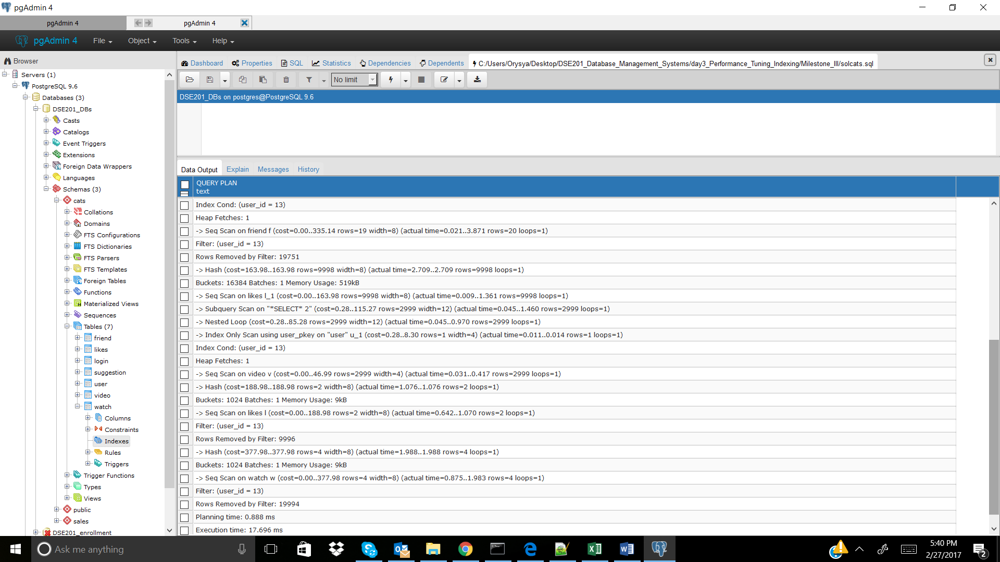 pgAdmin 4
pgAdmin 4
pgAdmin 4
pgAdmin 4 File Object Tools Help
Browser
Servers (1)
PostgreSQL 9.6
Databases (3)
DSE201_DBs
Casts
Catalogs
Event Triggers
Extensions
Foreign Data Wrappers
Languages
Schemas (3)
cats
Collations
Domains
FTS Configurations
FTS Dictionaries
FTS Parsers
FTS Templates
Foreign Tables
Functions
Materialized Views
Sequences
Tables (7)
friend
likes
login
suggestion
user
video
watch
Columns
Constraints
Indexes
Rules
Triggers
Trigger Functions
Types
Views
public
sales
DSE201_enrollment
Dashboard Properties SQL Statistics Dependencies Dependents C:/Users/Orysya/Desktop/DSE201_Database_Management_Systems/day3_Performance_Tuning_Indexing/Milestone_III/solcats.sql
No limit
DSE201_DBs on postgres@PostgreSQL 9.6
Data Output Explain Messages History
QUERY PLAN
text
Index Cond: (user_id = 13)
Heap Fetches: 1
-> Seq Scan on friend f (cost=0.00..335.14 rows=19 width=8) (actual time=0.021..3.871 rows=20 loops=1)
Filter: (user_id = 13)
Rows Removed by Filter: 19751
-> Hash (cost=163.98..163.98 rows=9998 width=8) (actual time=2.709..2.709 rows=9998 loops=1)
Buckets: 16384 Batches: 1 Memory Usage: 519kB
-> Seq Scan on likes l_1 (cost=0.00..163.98 rows=9998 width=8) (actual time=0.009..1.361 rows=9998 loops=1)
-> Subquery Scan on "*SELECT* 2" (cost=0.28..115.27 rows=2999 width=12) (actual time=0.045..1.460 rows=2999 loops=1)
-> Nested Loop (cost=0.28..85.28 rows=2999 width=12) (actual time=0.045..0.970 rows=2999 loops=1)
-> Index Only Scan using user_pkey on "user" u_1 (cost=0.28..8.30 rows=1 width=4) (actual time=0.011..0.014 rows=1 loops=1)
Index Cond: (user_id = 13)
Heap Fetches: 1
-> Seq Scan on video v (cost=0.00..46.99 rows=2999 width=4) (actual time=0.031..0.417 rows=2999 loops=1)
-> Hash (cost=188.98..188.98 rows=2 width=8) (actual time=1.076..1.076 rows=2 loops=1)
Buckets: 1024 Batches: 1 Memory Usage: 9kB
-> Seq Scan on likes l (cost=0.00..188.98 rows=2 width=8) (actual time=0.642..1.070 rows=2 loops=1)
Filter: (user_id = 13)
Rows Removed by Filter: 9996
-> Hash (cost=377.98..377.98 rows=4 width=8) (actual time=1.988..1.988 rows=4 loops=1)
Buckets: 1024 Batches: 1 Memory Usage: 9kB
-> Seq Scan on watch w (cost=0.00..377.98 rows=4 width=8) (actual time=0.875..1.983 rows=4 loops=1)
Filter: (user_id = 13)
Rows Removed by Filter: 19994
Planning time: 0.888 ms
Execution time: 17.696 ms
Ask me anything
5:40 PM
2/27/2017
2